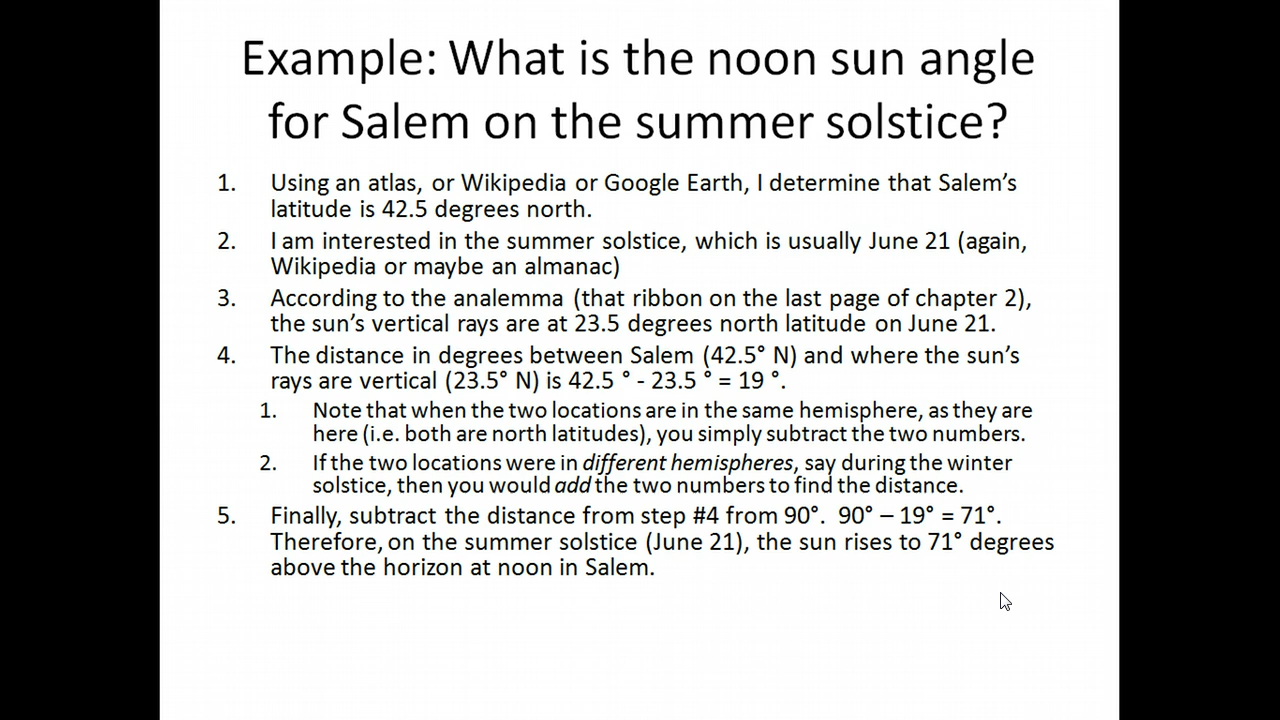 Example: What is the noon sun angle
for Salem on the summer solstice?
1. Using an atlas, or Wikipedia or Google Earth, I determine that Salem’s
latitude is 42.5 degrees north.
2. I am interested in the summer solstice, which is usually June 21 (again,
Wikipedia or maybe an almanac)
3. According to the analemma (that ribbon on the last page of chapter 2),
the sun’s vertical rays are at 23.5 degrees north latitude on June 21.
4. The distance in degrees between Salem (42.5° N) and where the sun’s
rays are vertical (23.5° N) is 42.5 ° - 23.5 ° = 19 °.
1. Note that when the two locations are in the same hemisphere, as they are
here (i.e. both are north latitudes), you simply subtract the two numbers.
2. If the two locations were in different hemispheres, say during the winter
solstice, then you would add the two numbers to find the distance.
5. Finally, subtract the distance from step #4 from 90°. 90° – 19° = 71°.
Therefore, on the summer solstice (June 21), the sun rises to 71° degrees
above the horizon at noon in Salem.